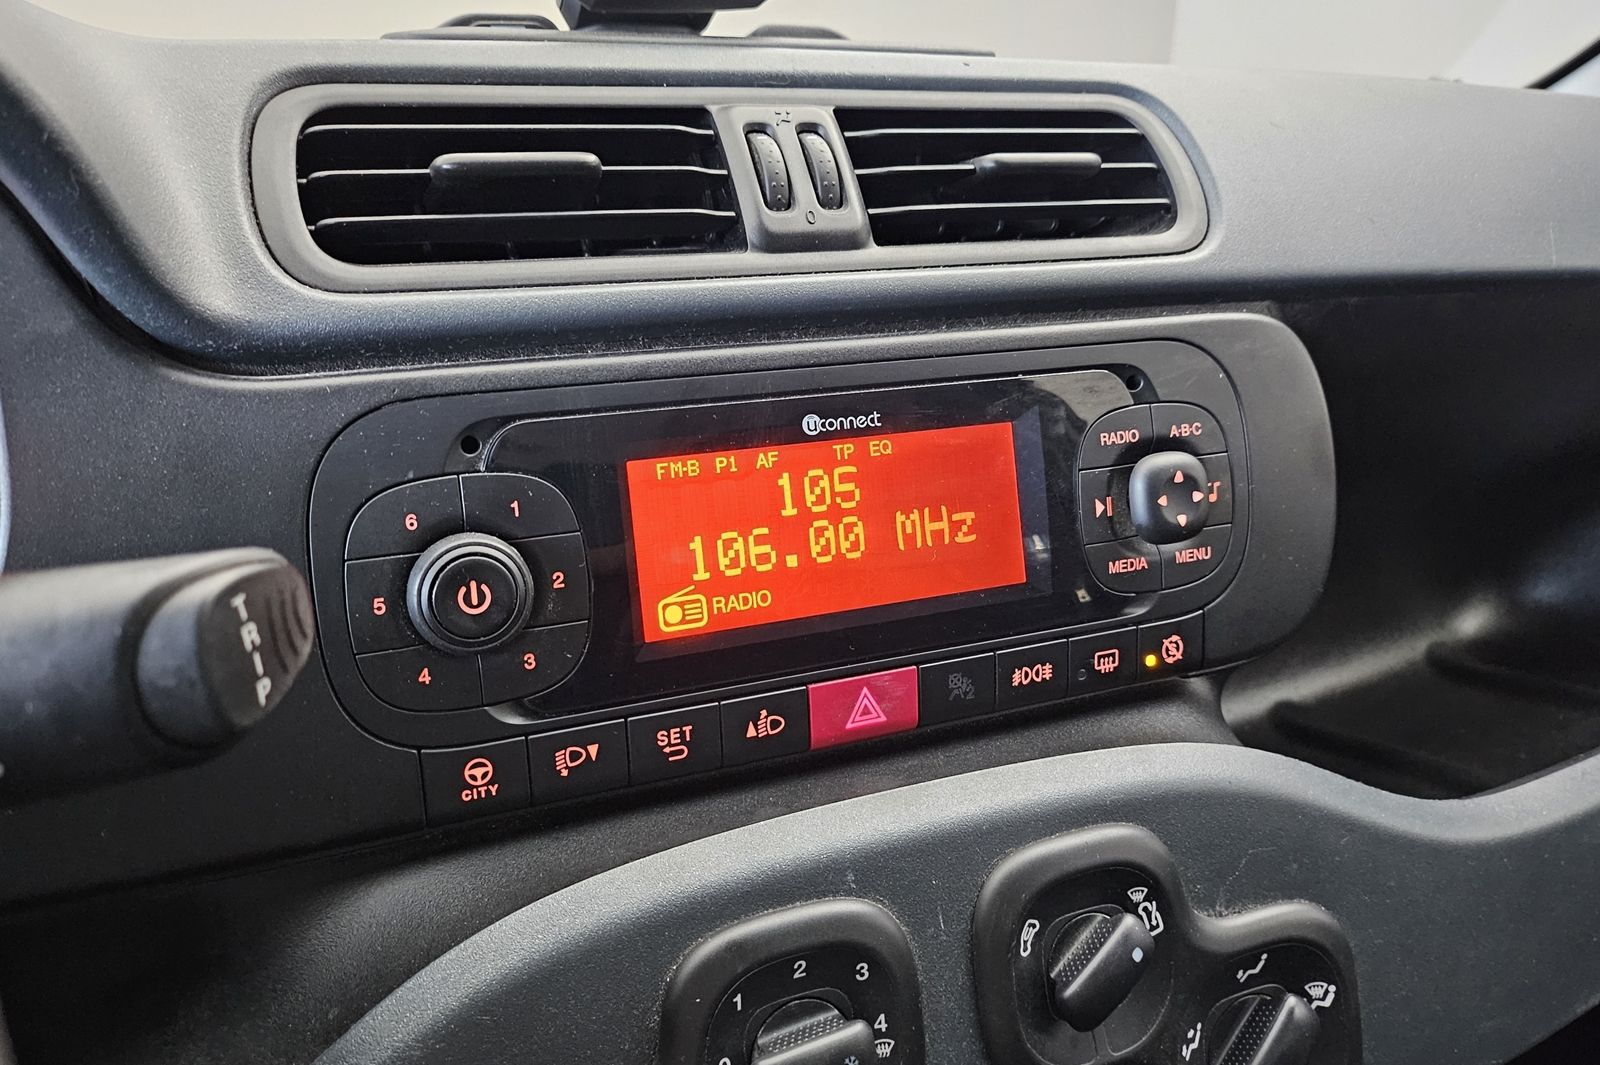 uconnect
FM-B P1 AF TP EQ
105
106.00 MHz
RADIO
6 1
5 2
4 3
RADIO A-B-C
MEDIA MENU
TRIP
CITY
SET
0
1 2 3 4